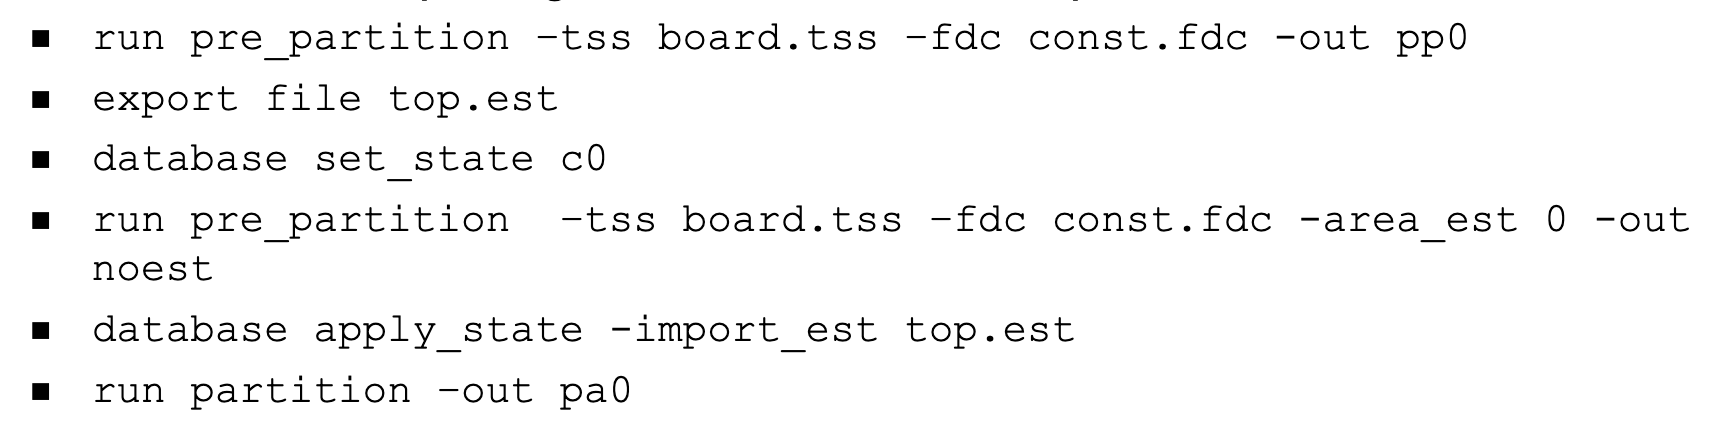 ■ run pre_partition –tss board.tss –fdc const.fdc -out pp0
■ export file top.est
■ database set_state c0
■ run pre_partition –tss board.tss –fdc const.fdc -area_est 0 -out
noest
■ database apply_state -import_est top.est
■ run partition –out pa0